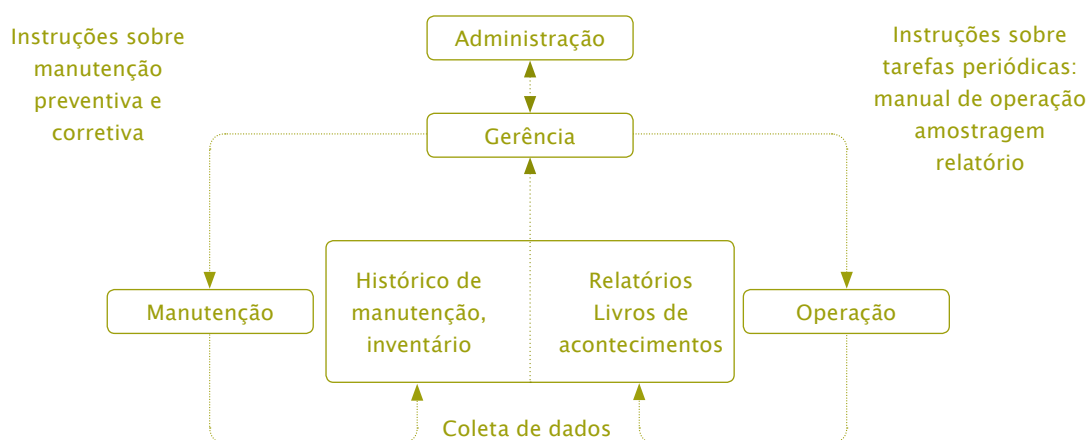 Instruções sobre
manutenção
preventiva e
corretiva
Administração
Instruções sobre
tarefas periódicas:
manual de operação
amostragem
relatório
Gerência
Manutenção
Histórico de
manutenção,
inventário
Relatórios
Livros de
acontecimentos
Operação
Coleta de dados